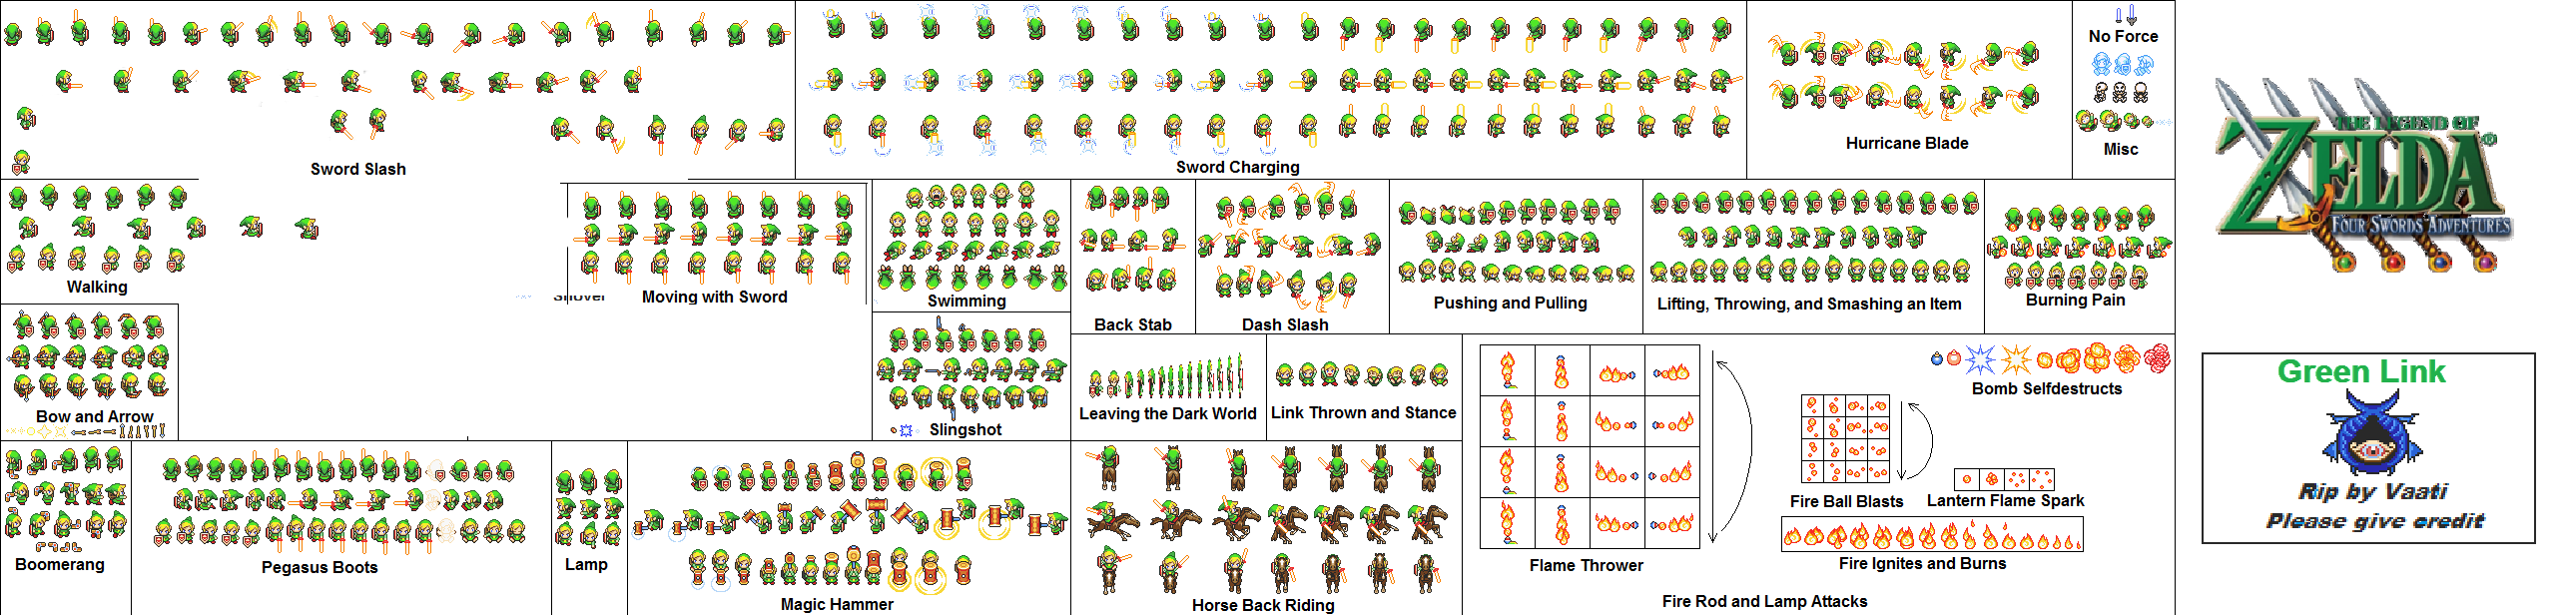 Sword Slash
Sword Charging
Hurricane Blade
No Force
Misc
THE LEGEND OF
ZELDA®
FOUR SWORDS ADVENTURES
Walking
Moving with Sword
Swimming
Back Stab
Dash Slash
Pushing and Pulling
Lifting, Throwing, and Smashing an Item
Burning Pain
Bow and Arrow
Slingshot
Leaving the Dark World
Link Thrown and Stance
Bomb Selfdestructs
Fire Ball Blasts
Lantern Flame Spark
Flame Thrower
Fire Ignites and Burns
Fire Rod and Lamp Attacks
Boomerang
Pegasus Boots
Lamp
Magic Hammer
Horse Back Riding
Green Link
Rip by Vaati
Please give credit